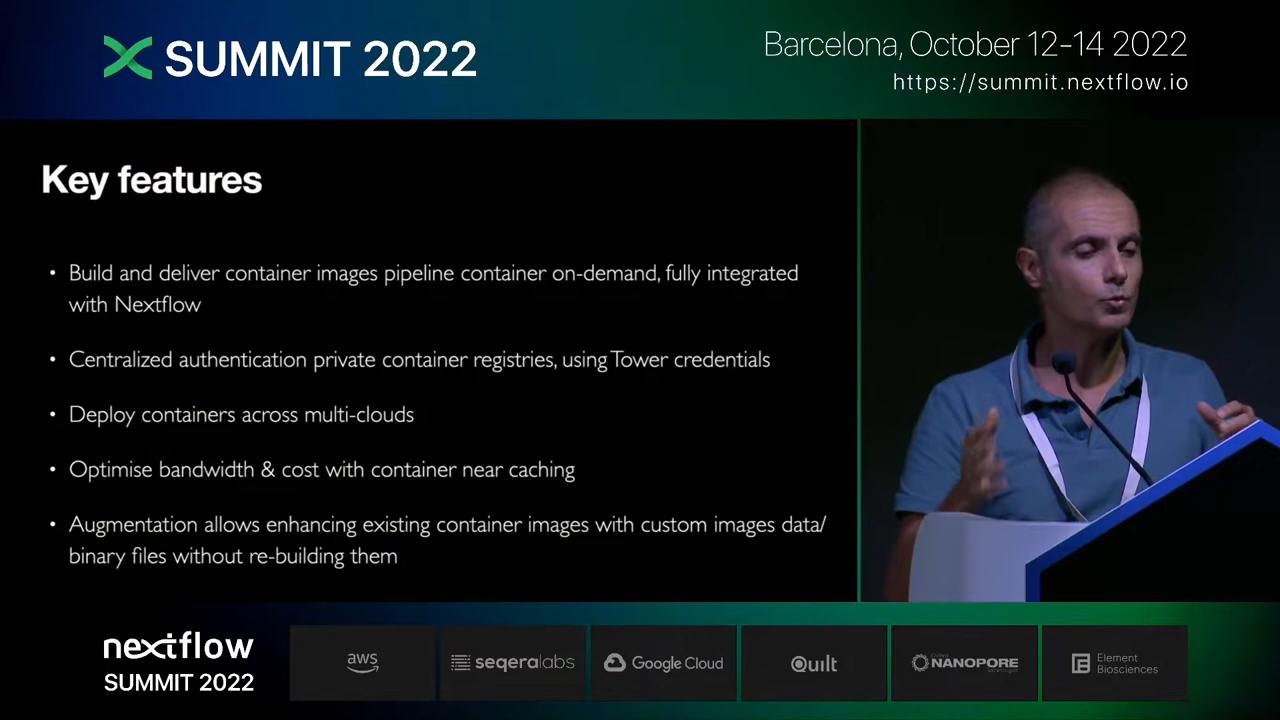 SUMMIT 2022
Barcelona, October 12-14 2022
https://summit.nextflow.io
Key features
• Build and deliver container images pipeline container on-demand, fully integrated
with Nextflow
• Centralized authentication private container registries, using Tower credentials
• Deploy containers across multi-clouds
• Optimise bandwidth & cost with container near caching
• Augmentation allows enhancing existing container images with custom images data/
binary files without re-building them
nextflow
SUMMIT 2022
aws
seqeralabs
Google Cloud
Quilt
NANOPORE
Element
Biosciences